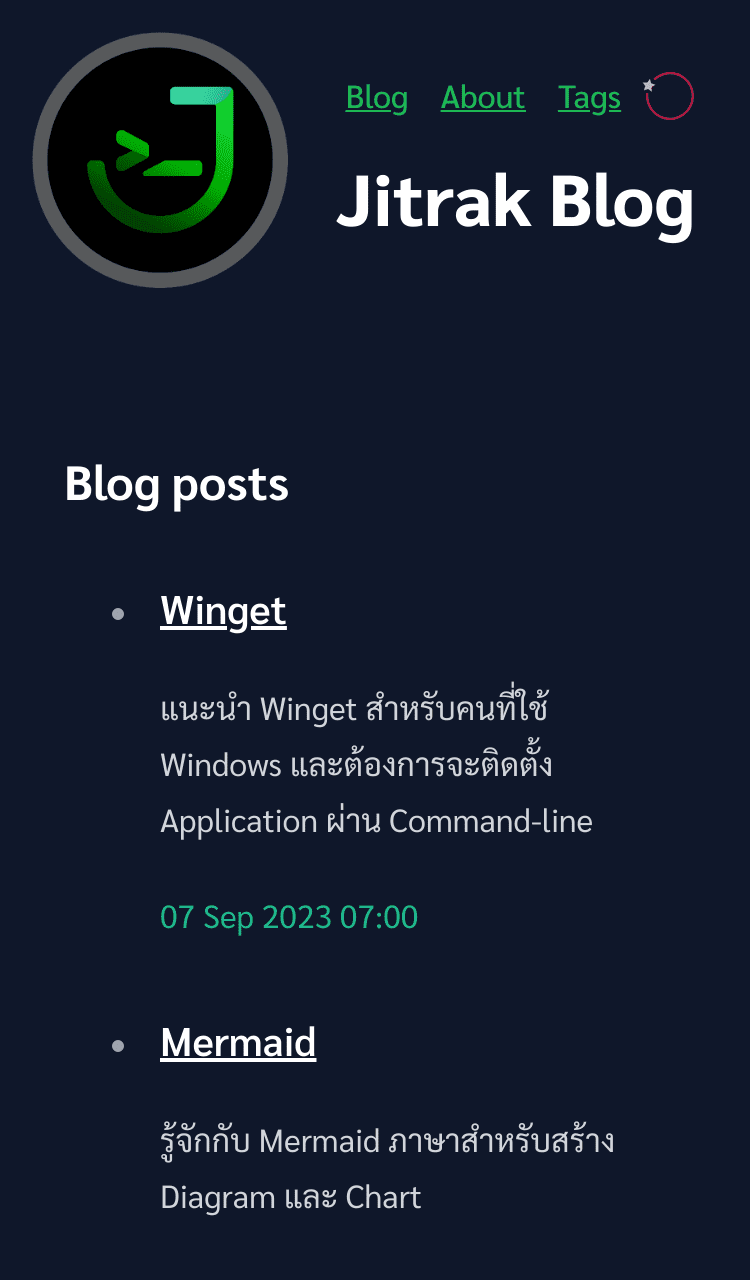 Blog About Tags
Jitrak Blog
Blog posts
Winget
แนะนำ Winget สำหรับคนที่ใช้
Windows และต้องการจะติดตั้ง
Application ผ่าน Command-line
07 Sep 2023 07:00
Mermaid
รู้จักกับ Mermaid ภาษาสำหรับสร้าง
Diagram และ Chart